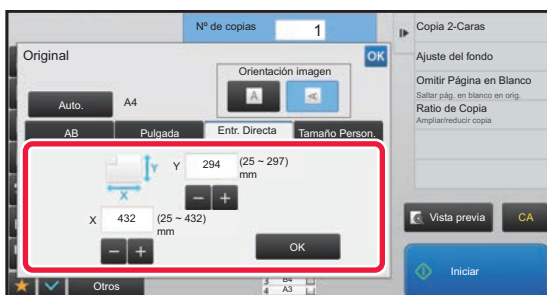 Nº de copias
1
Original
OK
Orientación imagen
A
A
Auto.
A4
AB
Pulgada
Entr. Directa
Tamaño Person.
Y
Y
294
(25 ~ 297)
mm
X
X
432
(25 ~ 432)
mm
OK
Otros
3 B4
4 A3
Copia 2-Caras
Ajuste del fondo
Omitir Página en Blanco
Saltar pág. en blanco en orig.
Ratio de Copia
Ampliar/reducir copia
Vista previa
CA
Iniciar